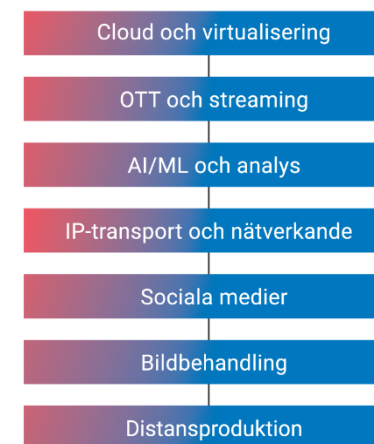 Cloud och virtualisering
OTT och streaming
AI/ML och analys
IP-transport och nätverkande
Sociala medier
Bildbehandling
Distansproduktion